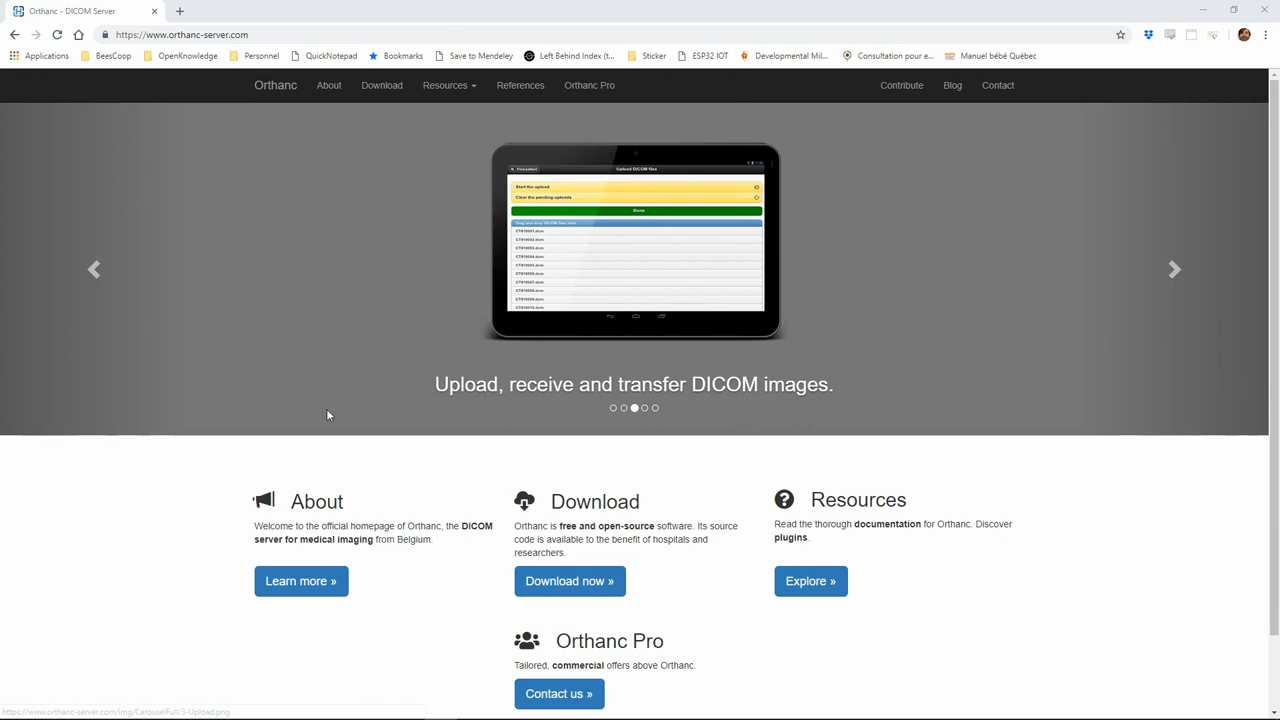 Orthanc - DICOM Server
https://www.orthanc-server.com
Applications BeesCoop OpenKnowledge Personnel QuickNotepad Bookmarks Save to Mendeley Left Behind Index (t... Sticker ESP32 IOT Developmental Mil... Consultation pour e... Manuel bébé Québec
Orthanc About Download Resources References Orthanc Pro Contribute Blog Contact
Upload DICOM files
Start the upload
Clear the pending uploads
Done
Drag and drop DICOM files here
Upload, receive and transfer DICOM images.
About
Welcome to the official homepage of Orthanc, the DICOM
server for medical imaging from Belgium.
Learn more »
Download
Orthanc is free and open-source software. Its source
code is available to the benefit of hospitals and
researchers.
Download now »
Resources
Read the thorough documentation for Orthanc. Discover
plugins.
Explore »
Orthanc Pro
Tailored, commercial offers above Orthanc.
Contact us »
https://www.orthanc-server.com/img/CarouselFull/3-Upload.png